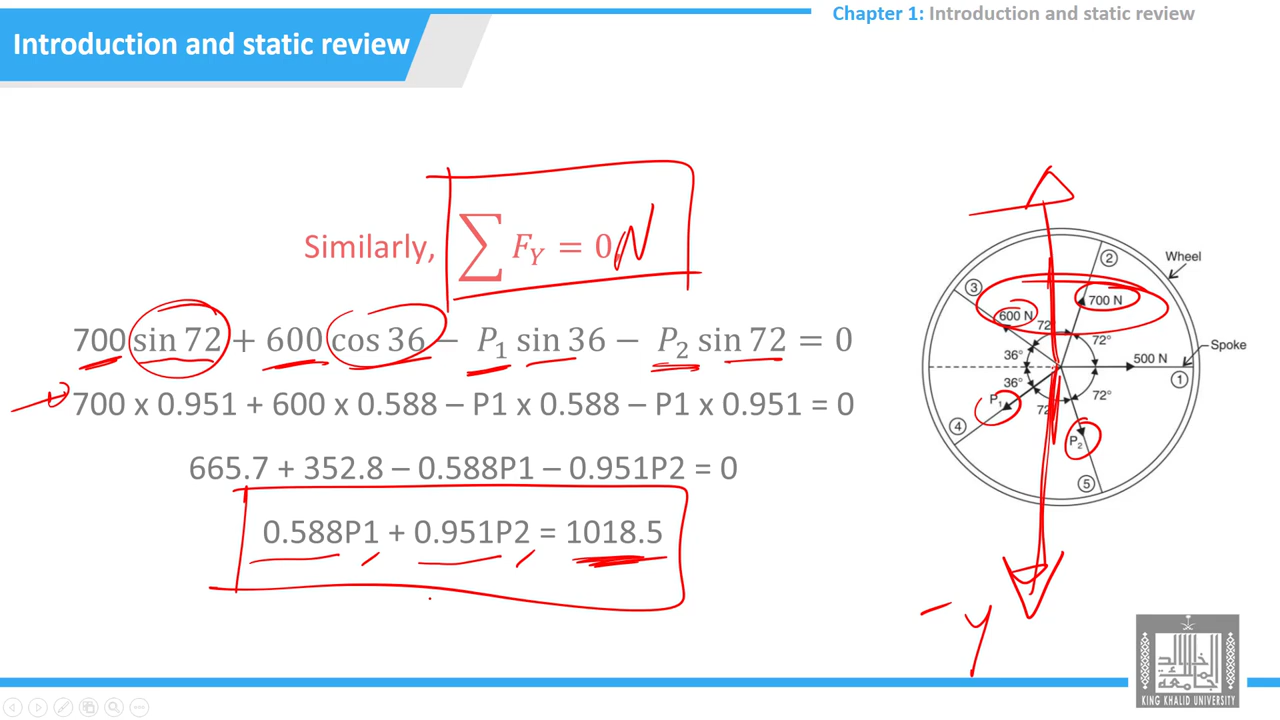 Chapter 1: Introduction and static review
Introduction and static review
Similarly, ∑ F_Y = 0, N
700 sin 72 + 600 cos 36 − P₁ sin 36 − P₂ sin 72 = 0
700 x 0.951 + 600 x 0.588 – P1 x 0.588 – P1 x 0.951 = 0
665.7 + 352.8 – 0.588P1 – 0.951P2 = 0
0.588P1 + 0.951P2 = 1018.5
Wheel
②
③
700 N
600 N
72°
72°
Spoke
36°
500 N
①
36°
72°
P₁
72
④
P₂
⑤
- y
جامعة الملك خالد
KING KHALID UNIVERSITY